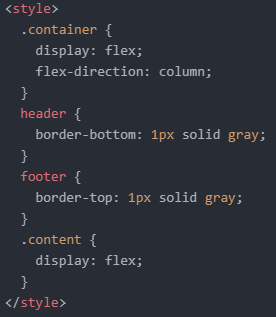 <style>
  .container {
    display: flex;
    flex-direction: column;
  }
  header {
    border-bottom: 1px solid gray;
  }
  footer {
    border-top: 1px solid gray;
  }
  .content {
    display: flex;
  }
</style>